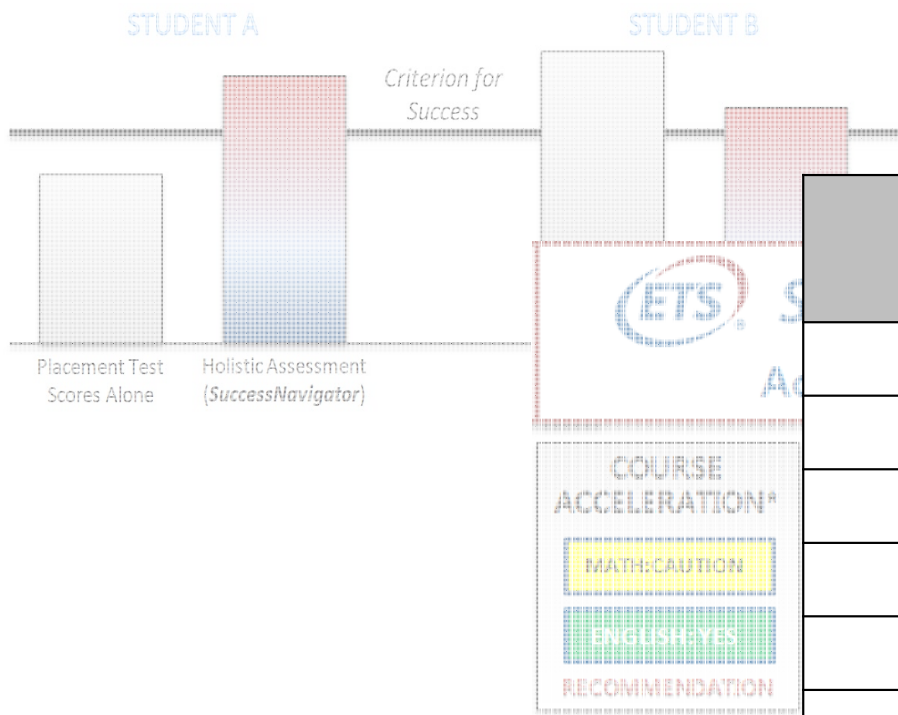 STUDENT A
STUDENT B
Criterion for
Success
Placement Test
Scores Alone
Holistic Assessment
(SuccessNavigator)
ETS ®
COURSE
ACCELERATION*
MATH:CAUTION
ENGLISH:YES
RECOMMENDATION